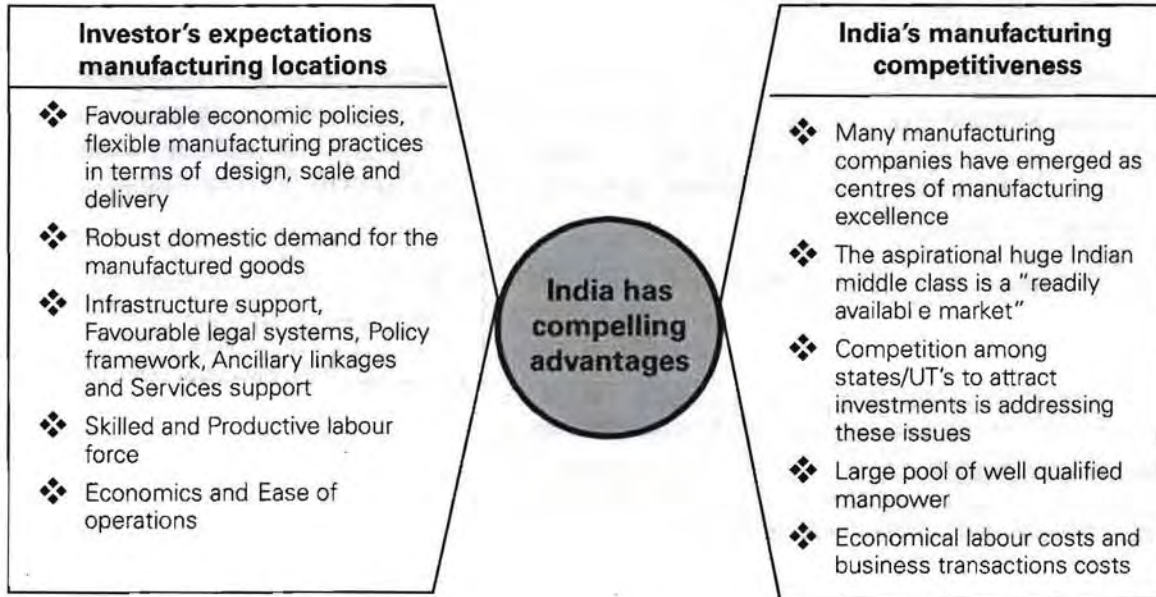 Investor's expectations
manufacturing locations
❖ Favourable economic policies,
flexible manufacturing practices
in terms of design, scale and
delivery
❖ Robust domestic demand for the
manufactured goods
❖ Infrastructure support,
Favourable legal systems, Policy
framework, Ancillary linkages
and Services support
❖ Skilled and Productive labour
force
❖ Economics and Ease of
operations
India has
compelling
advantages
India's manufacturing
competitiveness
❖ Many manufacturing
companies have emerged as
centres of manufacturing
excellence
❖ The aspirational huge Indian
middle class is a "readily
availabl e market"
❖ Competition among
states/UT's to attract
investments is addressing
these issues
❖ Large pool of well qualified
manpower
❖ Economical labour costs and
business transactions costs